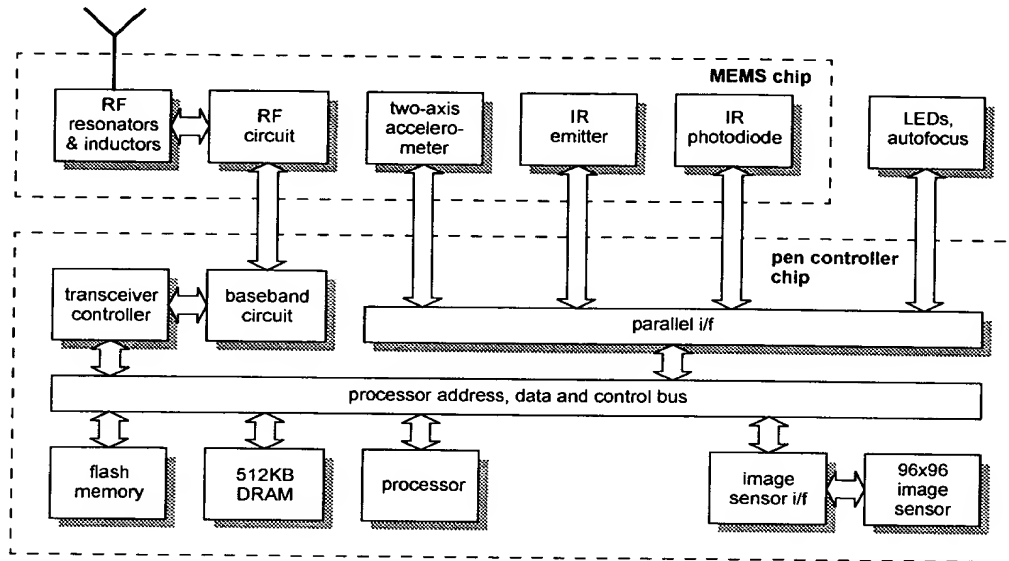 MEMS chip
RF
resonators
& inductors
RF
circuit
two-axis
accelero-
meter
IR
emitter
IR
photodiode
LEDs,
autofocus
pen controller
chip
transceiver
controller
baseband
circuit
parallel i/f
processor address, data and control bus
flash
memory
512KB
DRAM
processor
image
sensor i/f
96x96
image
sensor